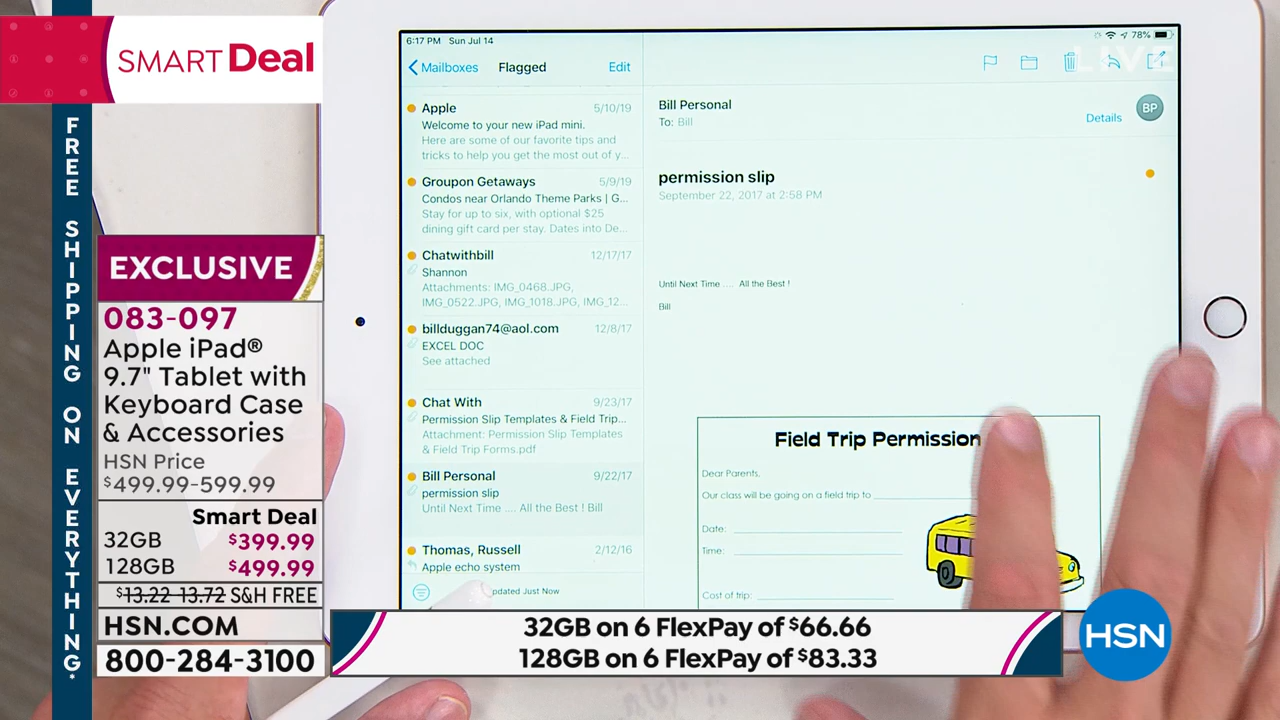 SMART Deal
FREE SHIPPING ON EVERYTHING*
EXCLUSIVE
083-097
Apple iPad®
9.7" Tablet with
Keyboard Case
& Accessories
HSN Price
$499.99-599.99
Smart Deal
32GB $399.99
128GB $499.99
$13.22-13.72 S&H FREE
HSN.COM
800-284-3100
6:17 PM Sun Jul 14
78%
LIVE
Mailboxes Flagged Edit
Apple 5/10/19
Welcome to your new iPad mini.
Here are some of our favorite tips and
tricks to help you get the most out of y...
Groupon Getaways 5/9/19
Condos near Orlando Theme Parks | G...
Stay for up to six, with optional $25
dining gift card per stay. Dates into De...
Chatwithbill 12/17/17
Shannon
Attachments: IMG_0468.JPG,
IMG_0522.JPG, IMG_1018.JPG, IMG_12...
billduggan74@aol.com 12/8/17
EXCEL DOC
See attached
Chat With 9/23/17
Permission Slip Templates & Field Trip...
Attachment: Permission Slip Templates
& Field Trip Forms.pdf
Bill Personal 9/22/17
permission slip
Until Next Time .... All the Best ! Bill
Thomas, Russell 2/12/16
Apple echo system
pdated Just Now
Bill Personal
To: Bill
Details
BP
permission slip
September 22, 2017 at 2:58 PM
Until Next Time .... All the Best !
Bill
Field Trip Permission
Dear Parents,
Our class will be going on a field trip to
Date:
Time:
Cost of trip:
32GB on 6 FlexPay of $66.66
128GB on 6 FlexPay of $83.33
HSN